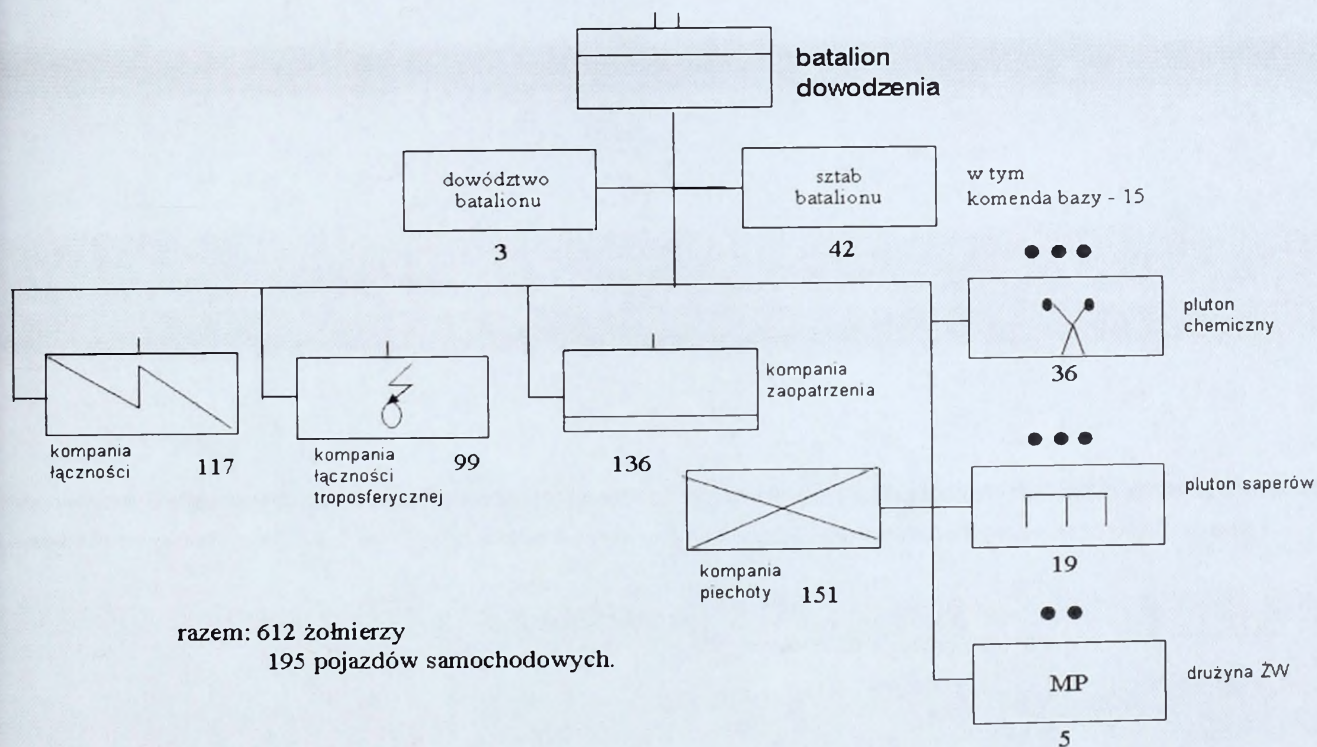 batalion
dowodzenia
dowództwo
batalionu
3
sztab
batalionu
42
w tym
komenda bazy - 15
pluton
chemiczny
36
kompania
łączności
117
kompania
łączności
troposferycznej
99
kompania
zaopatrzenia
136
kompania
piechoty
151
pluton saperów
19
MP
drużyna ŻW
5
razem: 612 żołnierzy
195 pojazdów samochodowych.